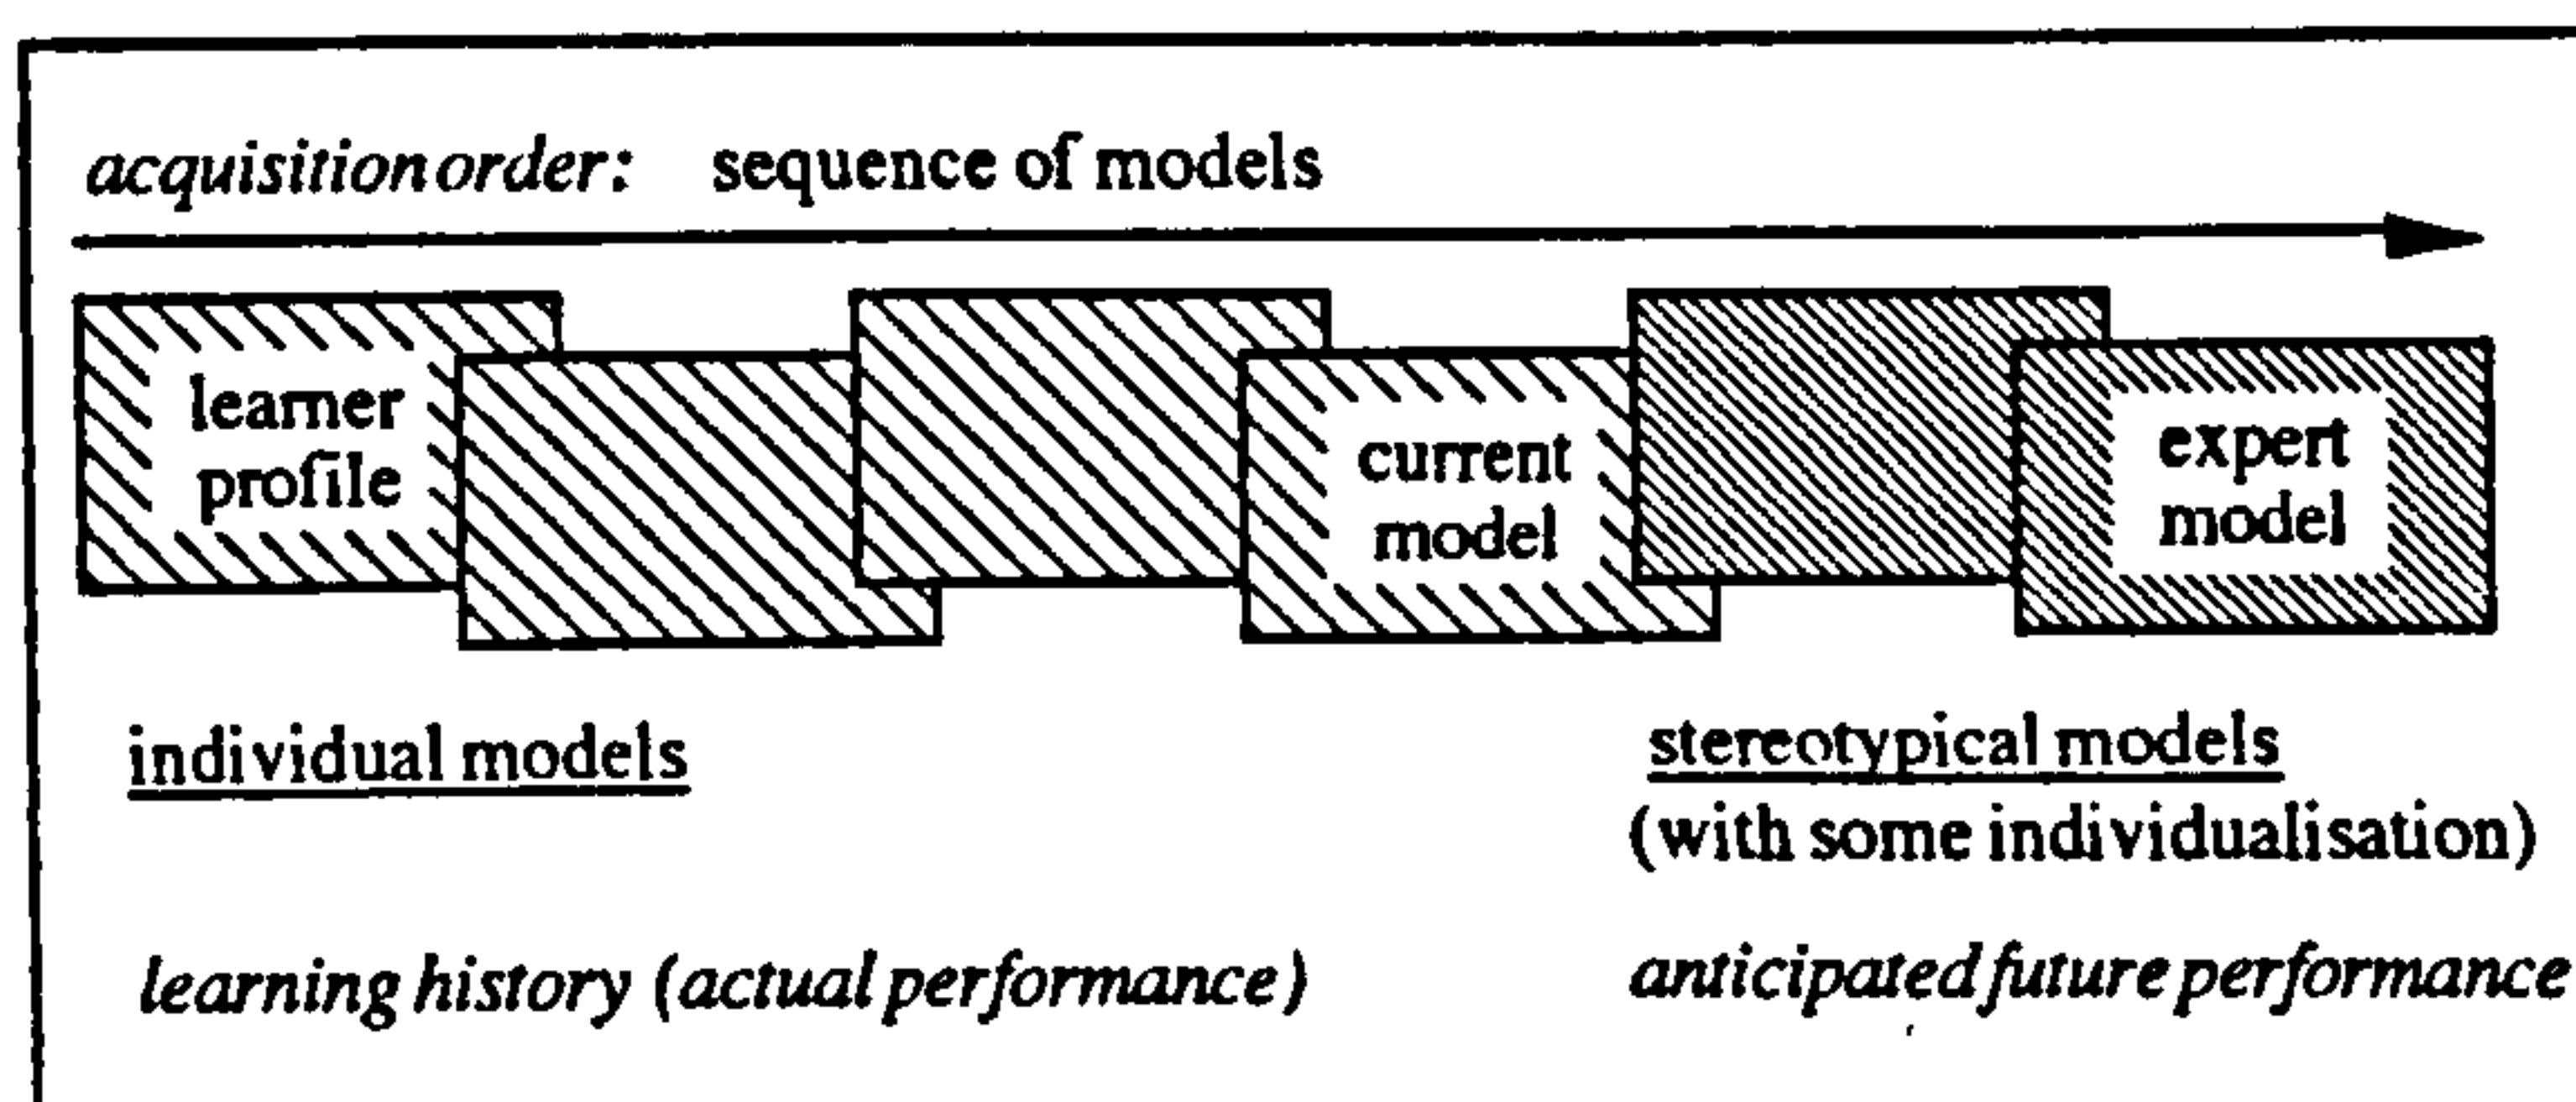 acquisition order: sequence of models
learner
profile
current
model
expert
model
individual models
stereotypical models
(with some individualisation)
learning history (actual performance)
anticipated future performance